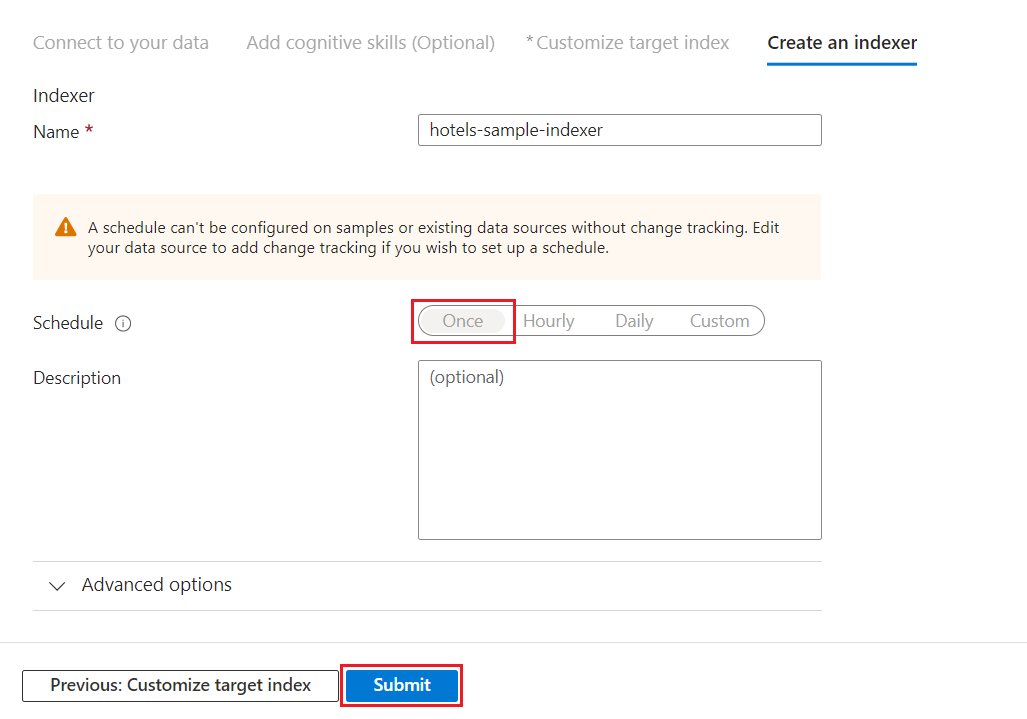 Connect to your data Add cognitive skills (Optional) *Customize target index Create an indexer
Indexer
Name *
hotels-sample-indexer
A schedule can't be configured on samples or existing data sources without change tracking. Edit
your data source to add change tracking if you wish to set up a schedule.
Schedule
Once Hourly Daily Custom
Description
(optional)
Advanced options
Previous: Customize target index Submit